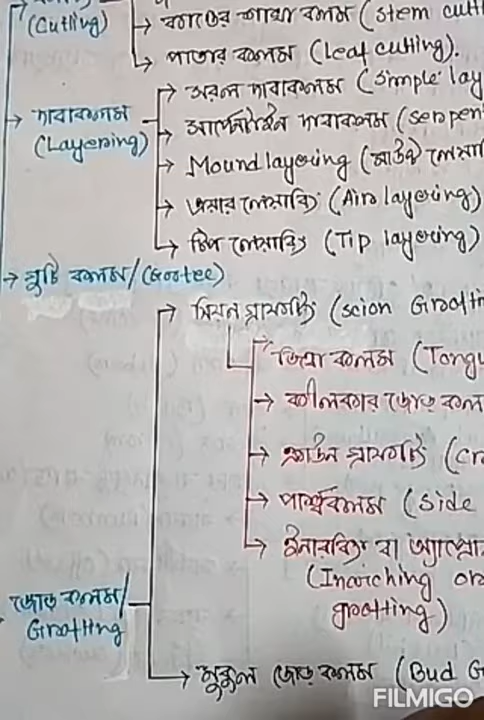 (Cutting)
কান্ডের শাখা কলম (Stem cutt
পাতার কলম (Leaf cutting).
সরল দাবাকলম (Simple lay
দাবাকলম
(Layering)
সার্পেন্টাইন দাবাকলম (serpen
Mound layering (মাউন্ড লেয়ারি
এয়ার লেয়ারিং (Air layering)
টিপ লেয়ারিং (Tip layering)
গুটি কলম/(Gootee)
সিয়ন গ্রাফটিং (scion Graftin
জিহ্বা কলম (Tongu
কীলকার জোড় কল
ক্রাউন গ্রাফটিং (cr
পার্শ্বকলম (side
ইনারচিং বা অ্যাপ্রো
(Inarching or
grafting)
জোড় কলম/
Grafting
মুকুল জোড় কলম (Bud G
FILMIGO